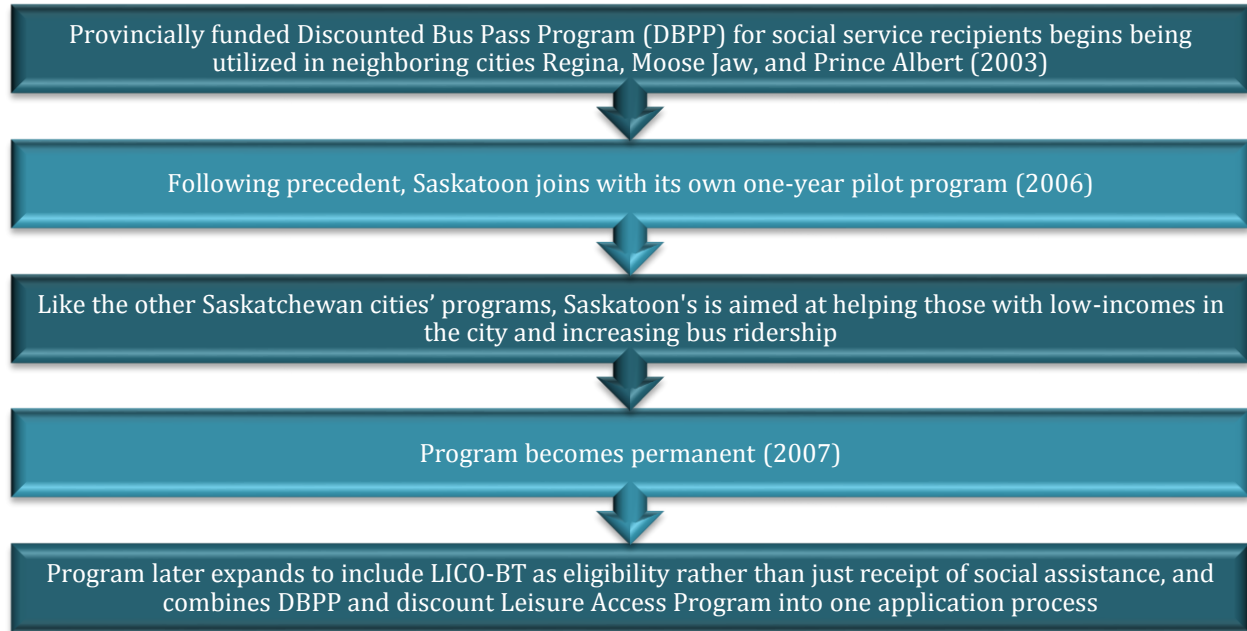 Provincially funded Discounted Bus Pass Program (DBPP) for social service recipients begins being
utilized in neighboring cities Regina, Moose Jaw, and Prince Albert (2003)
Following precedent, Saskatoon joins with its own one-year pilot program (2006)
Like the other Saskatchewan cities’ programs, Saskatoon's is aimed at helping those with low-incomes in
the city and increasing bus ridership
Program becomes permanent (2007)
Program later expands to include LICO-BT as eligibility rather than just receipt of social assistance, and
combines DBPP and discount Leisure Access Program into one application process